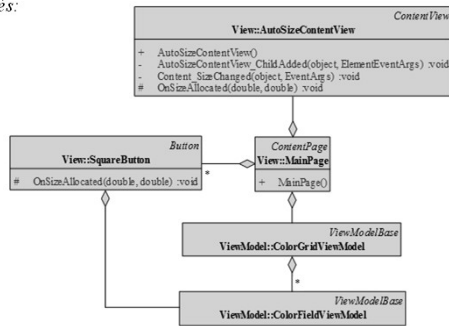 és:
ContentView
View::AutoSizeContentView
+ AutoSizeContentView()
- AutoSizeContentView_ChildAdded(object, ElementEventArgs) :void
- Content_SizeChanged(object, EventArgs) :void
# OnSizeAllocated(double, double) :void
Button
View::SquareButton
# OnSizeAllocated(double, double) :void
*
ContentPage
View::MainPage
+ MainPage()
ViewModelBase
ViewModel::ColorGridViewModel
*
ViewModelBase
ViewModel::ColorFieldViewModel